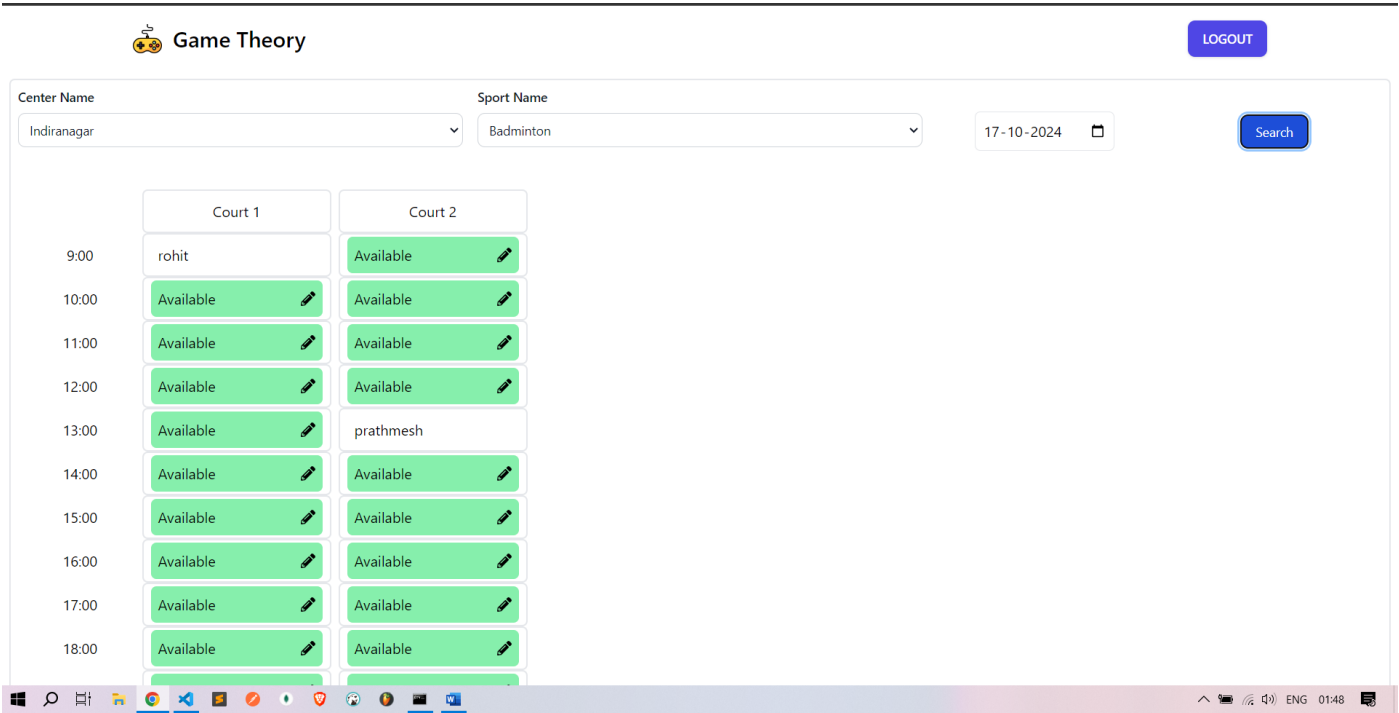 Game Theory
LOGOUT
Center Name
Sport Name
Indiranagar
Badminton
17-10-2024
Search
Court 1 Court 2
9:00 rohit Available
10:00 Available Available
11:00 Available Available
12:00 Available Available
13:00 Available prathmesh
14:00 Available Available
15:00 Available Available
16:00 Available Available
17:00 Available Available
18:00 Available Available
ENG 01:48